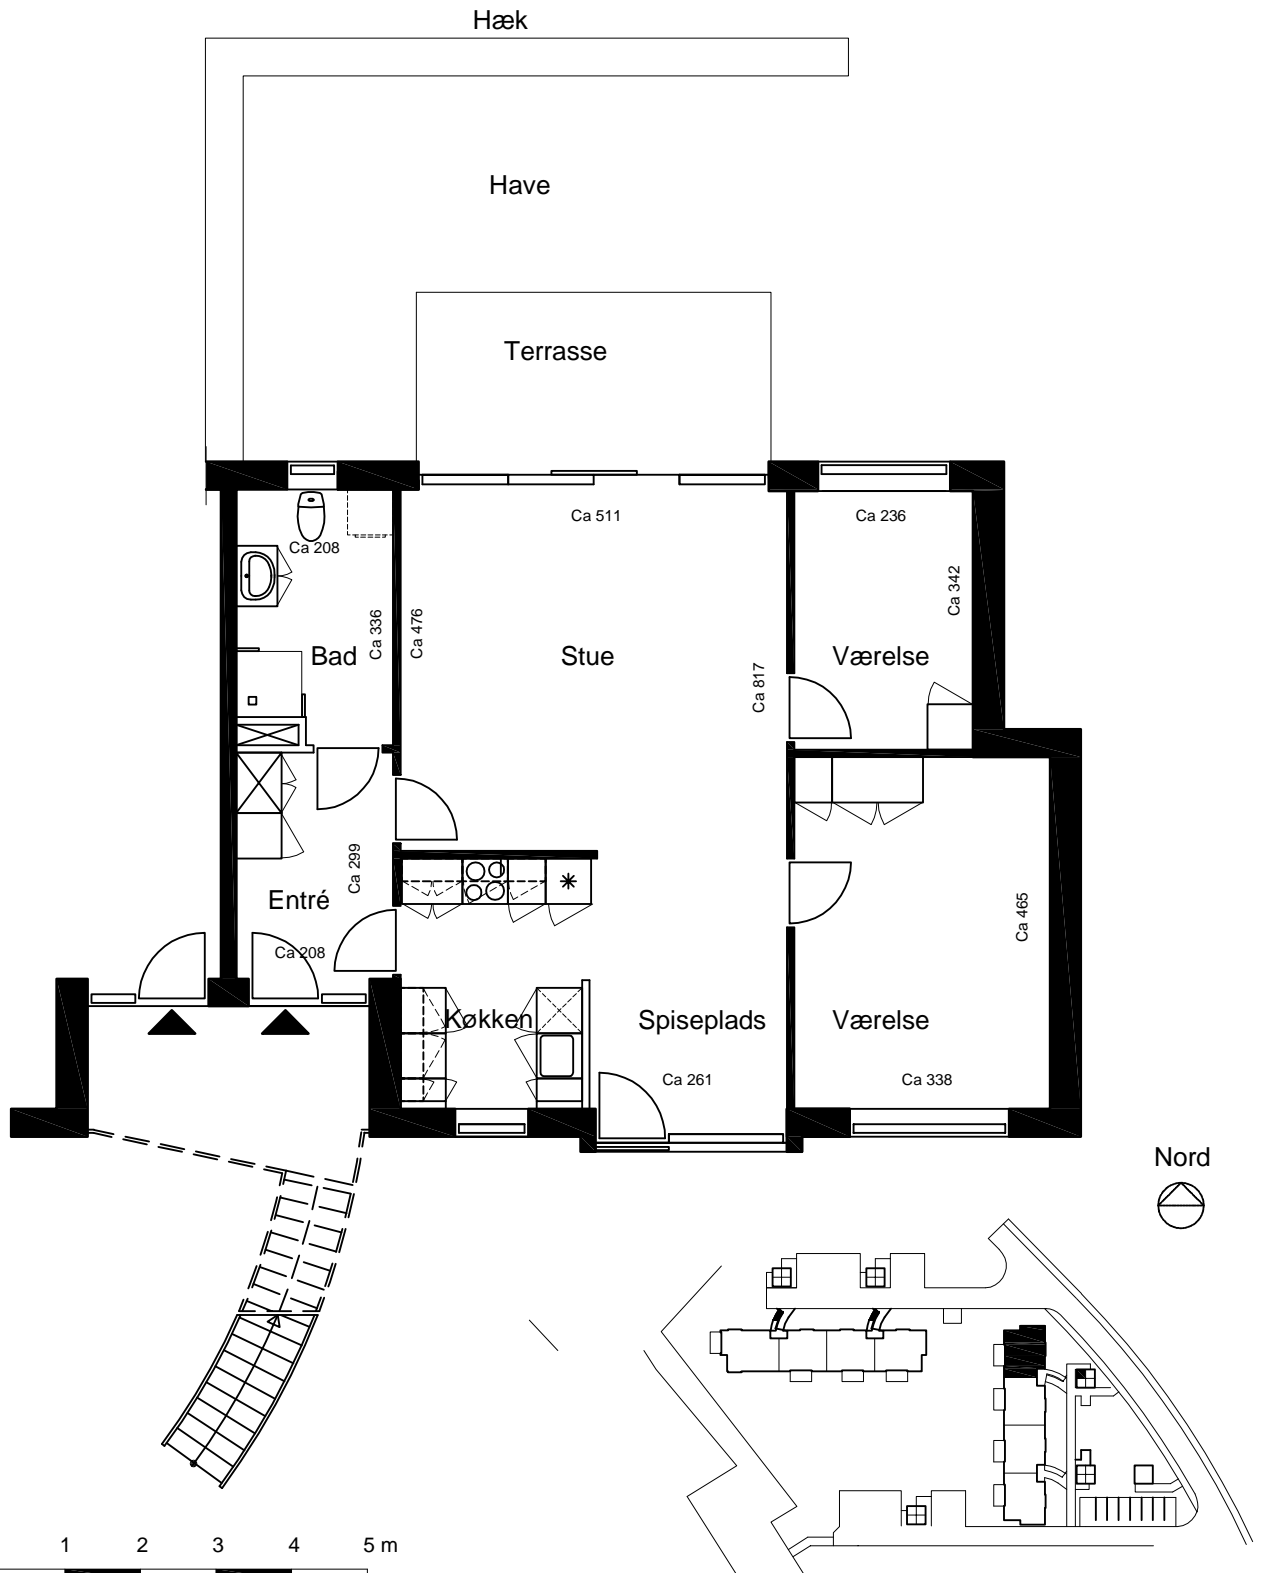 Hæk
Have
Terrasse
Ca 511
Ca 236
Ca 208
Ca 336
Ca 476
Ca 342
Bad
Stue
Ca 817
Værelse
Ca 299
Entré
Ca 465
Ca 208
Køkken
Spiseplads
Værelse
Ca 261
Ca 338
Nord
1 2 3 4 5 m